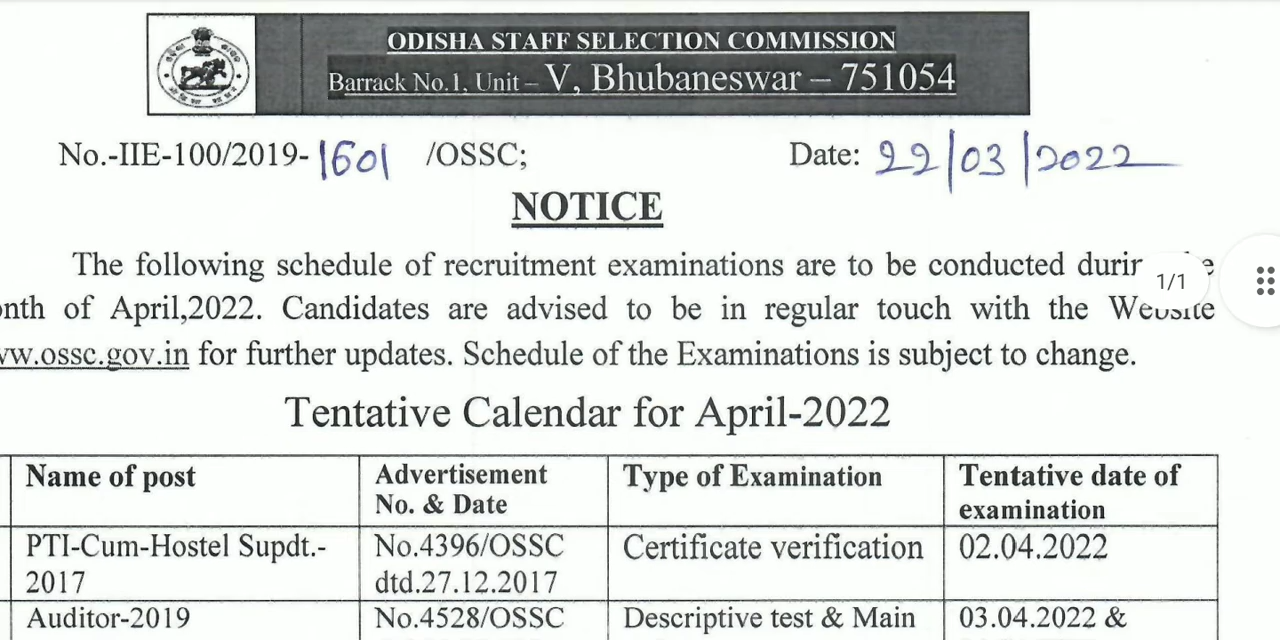 ODISHA STAFF SELECTION COMMISSION
Barrack No.1, Unit – V, Bhubaneswar – 751054
No.-IIE-100/2019-1601 /OSSC; Date: 22/03/2022
NOTICE
The following schedule of recruitment examinations are to be conducted
of April,2022. Candidates are advised to be in regular touch with the Website
.ossc.gov.in for further updates. Schedule of the Examinations is subject to change.
1/1
Tentative Calendar for April-2022
Name of post Advertisement No. & Date Type of Examination Tentative date of examination
PTI-Cum-Hostel Supdt.-2017 No.4396/OSSC dtd.27.12.2017 Certificate verification 02.04.2022
Auditor-2019 No.4528/OSSC Descriptive test & Main 03.04.2022 &